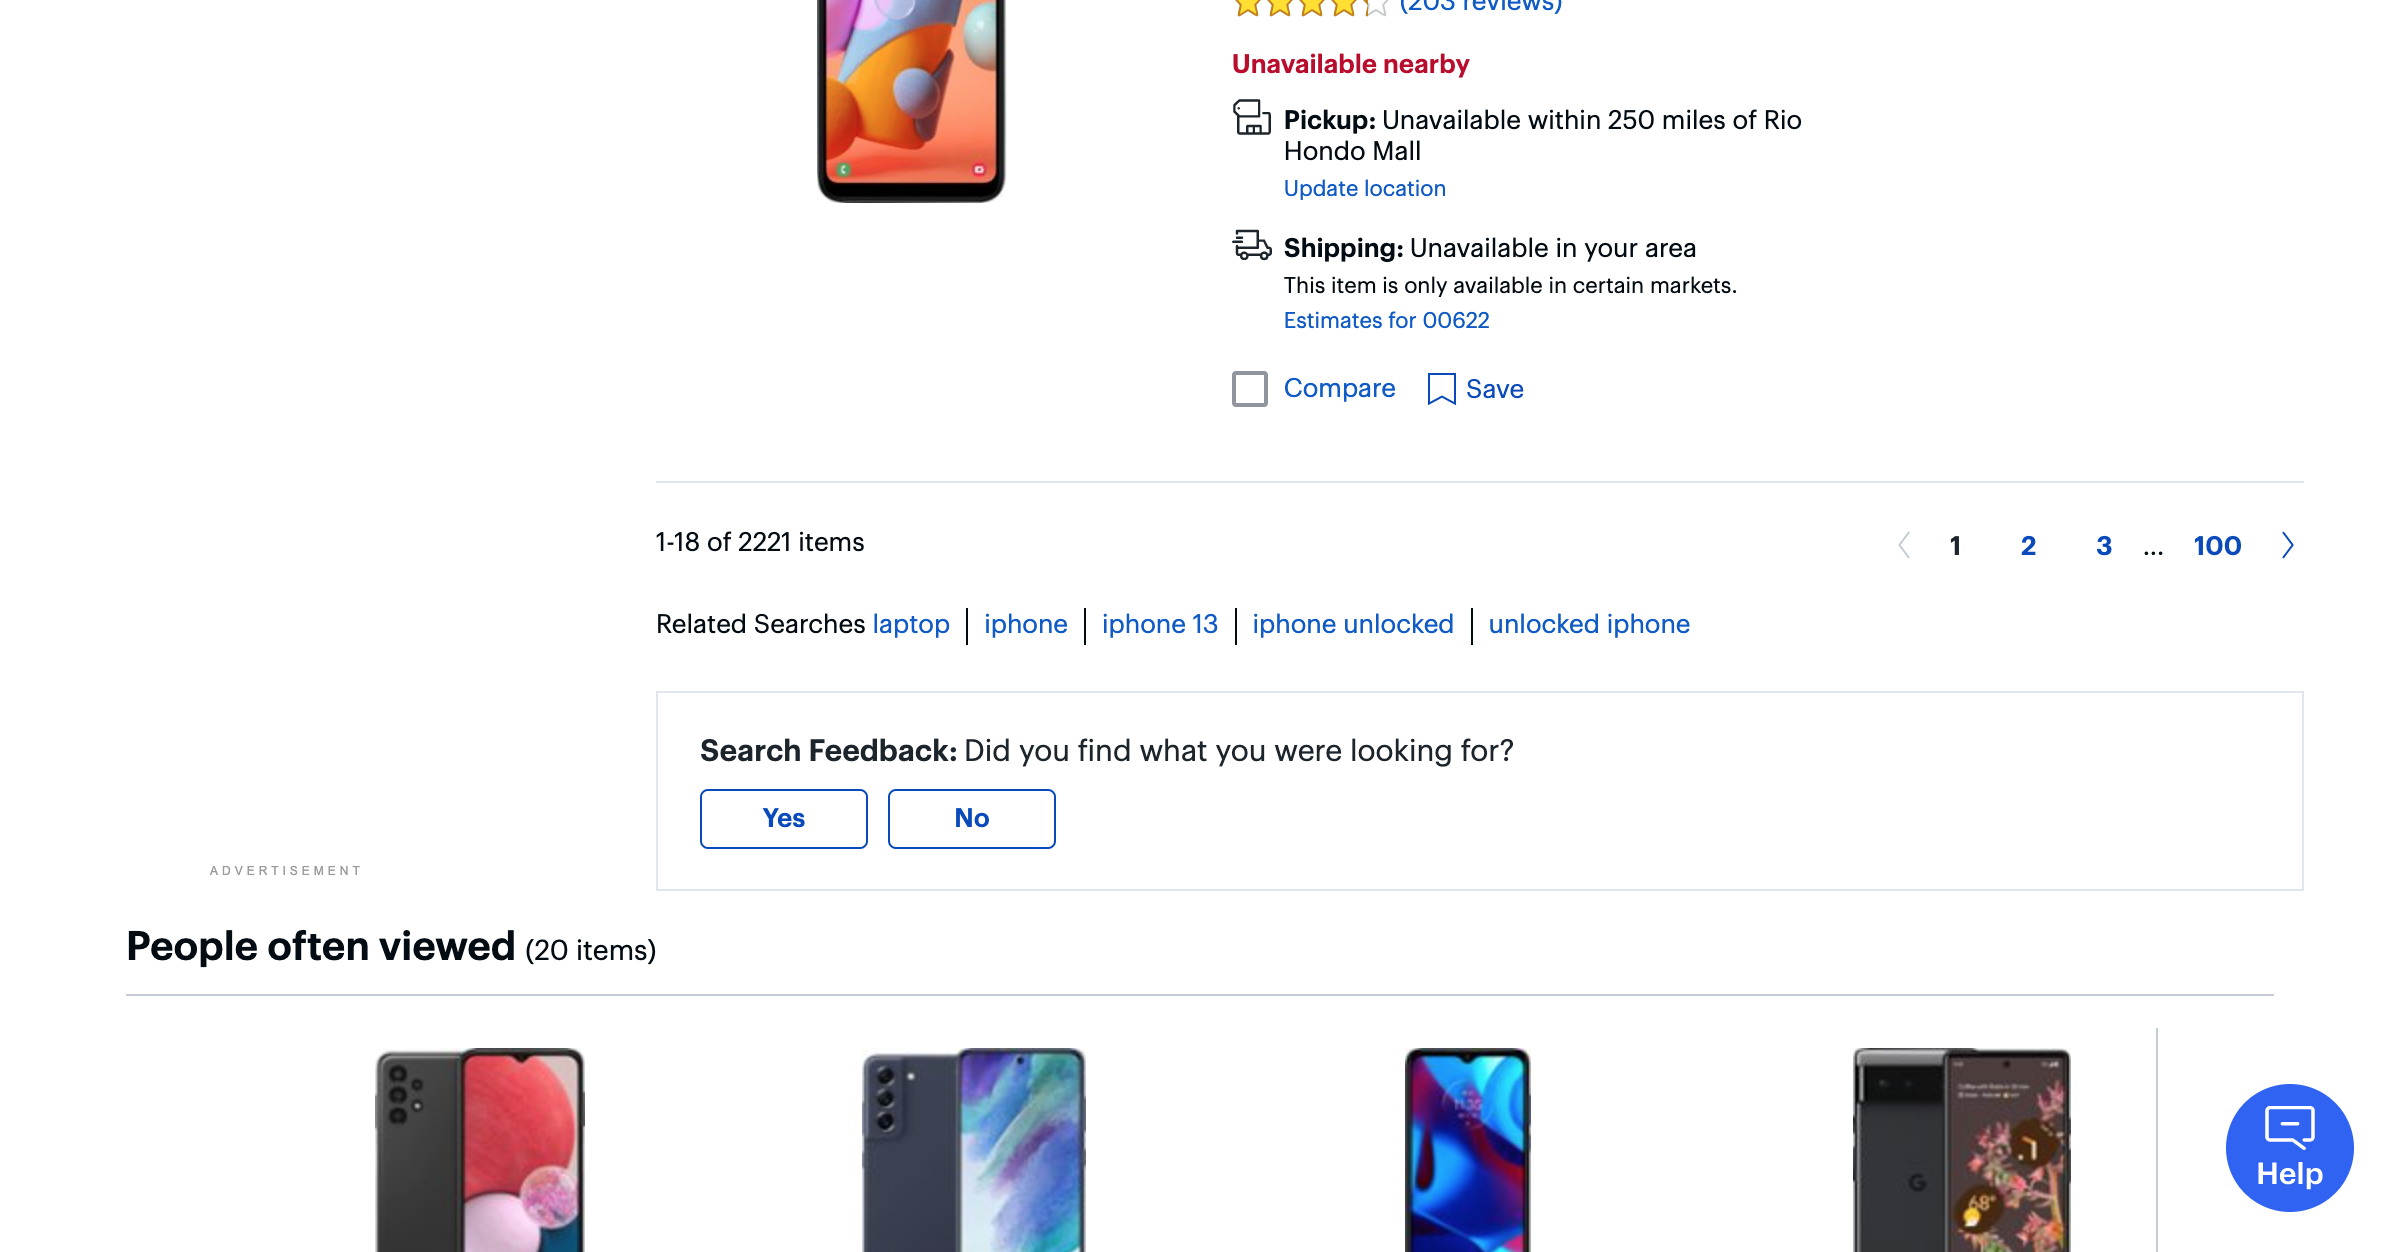 (203 reviews)
Unavailable nearby
Pickup: Unavailable within 250 miles of Rio
Hondo Mall
Update location
Shipping: Unavailable in your area
This item is only available in certain markets.
Estimates for 00622
Compare Save
1-18 of 2221 items
1 2 3 ... 100
Related Searches laptop | iphone | iphone 13 | iphone unlocked | unlocked iphone
Search Feedback: Did you find what you were looking for?
Yes No
ADVERTISEMENT
People often viewed (20 items)
68°
G
Help